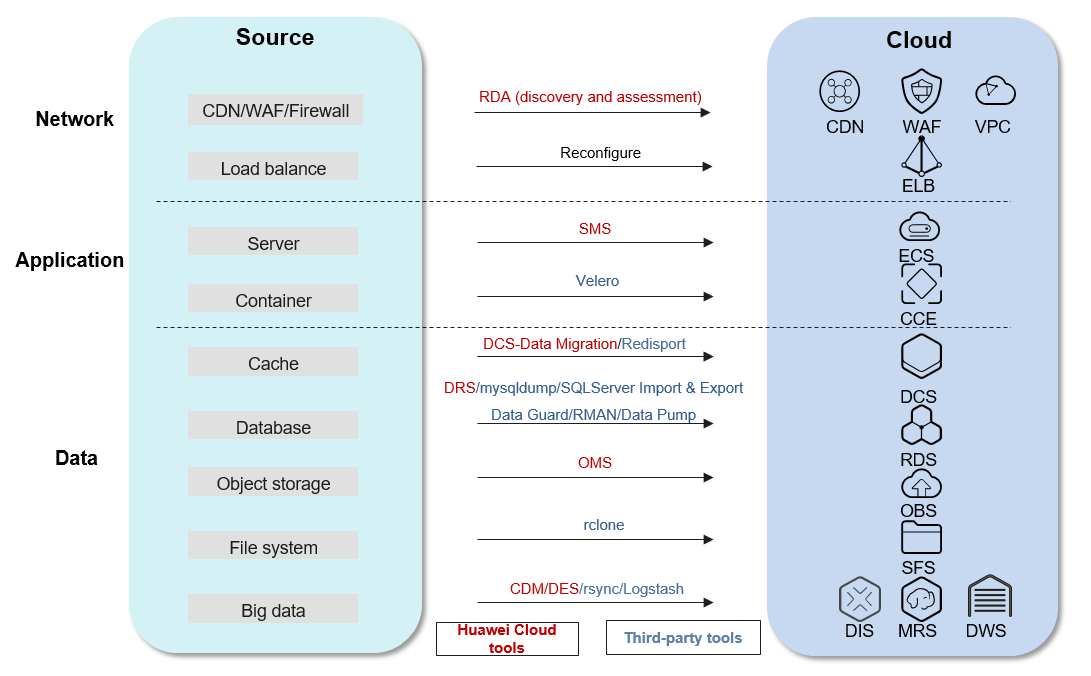 Source
Cloud
Network
CDN/WAF/Firewall
RDA (discovery and assessment)
CDN
WAF
VPC
Load balance
Reconfigure
ELB
Application
Server
SMS
ECS
Container
Velero
CCE
Data
Cache
DCS-Data Migration/Redisport
DCS
Database
DRS/mysqldump/SQLServer Import & Export
Data Guard/RMAN/Data Pump
RDS
Object storage
OMS
OBS
File system
rclone
SFS
Big data
CDM/DES/rsync/Logstash
DIS
MRS
DWS
Huawei Cloud
tools
Third-party tools